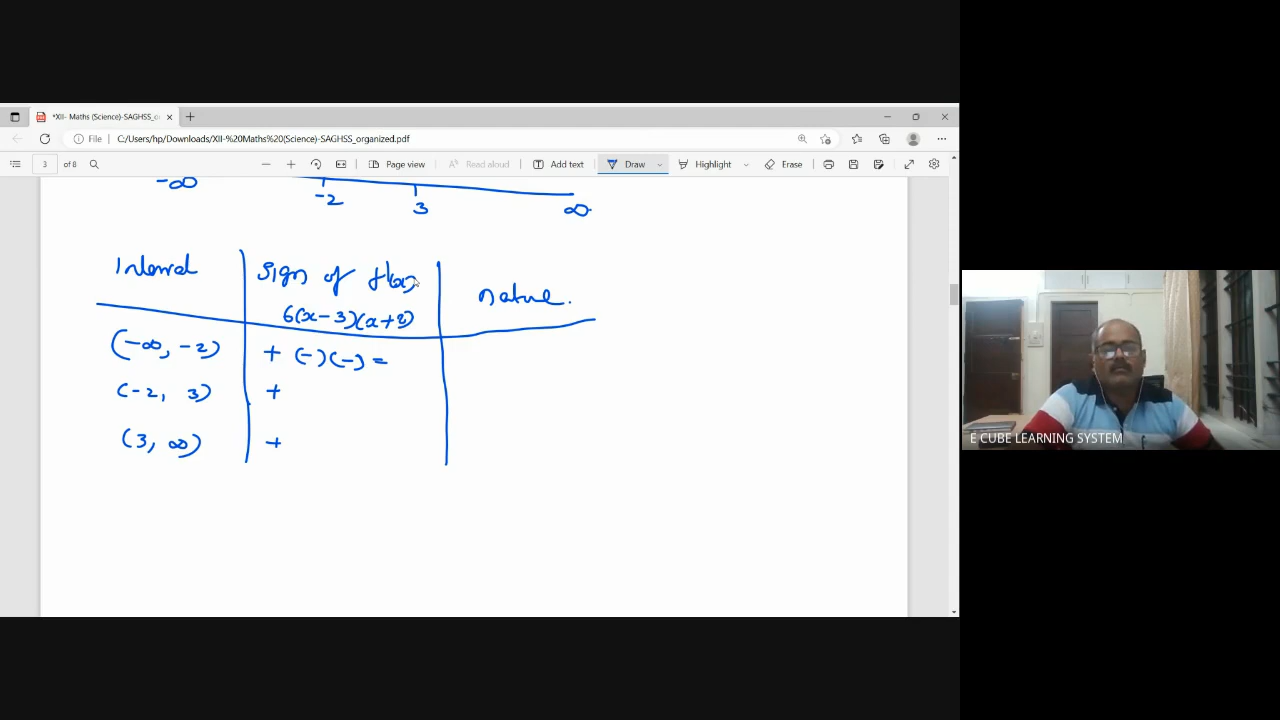 *XII- Maths (Science)-SAGHSS_o
File | C:/Users/hp/Downloads/XII-%20Maths%20(Science)-SAGHSS_organized.pdf
3 of 8 Page view Read aloud Add text Draw Highlight Erase
-∞ -2 3 ∞
Interval Sign of f'(x) nature.
6(x-3)(x+2)
(-∞, -2) + (-)(-) =
(-2, 3) +
(3, ∞) +
E CUBE LEARNING SYSTEM